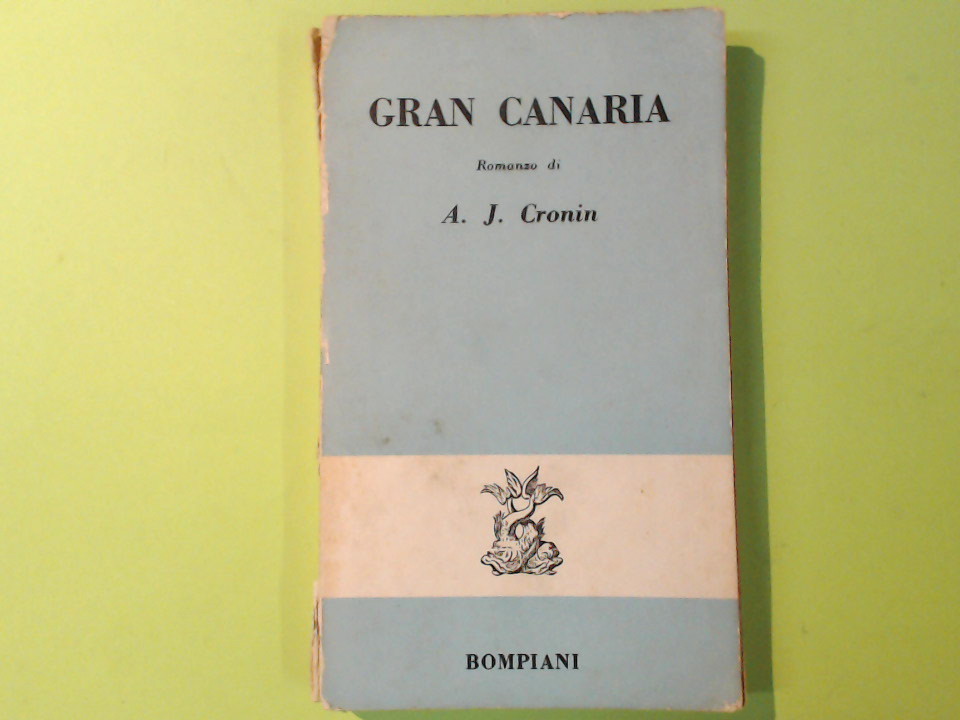 GRAN CANARIA
Romanzo di
A. J. Cronin
BOMPIANI